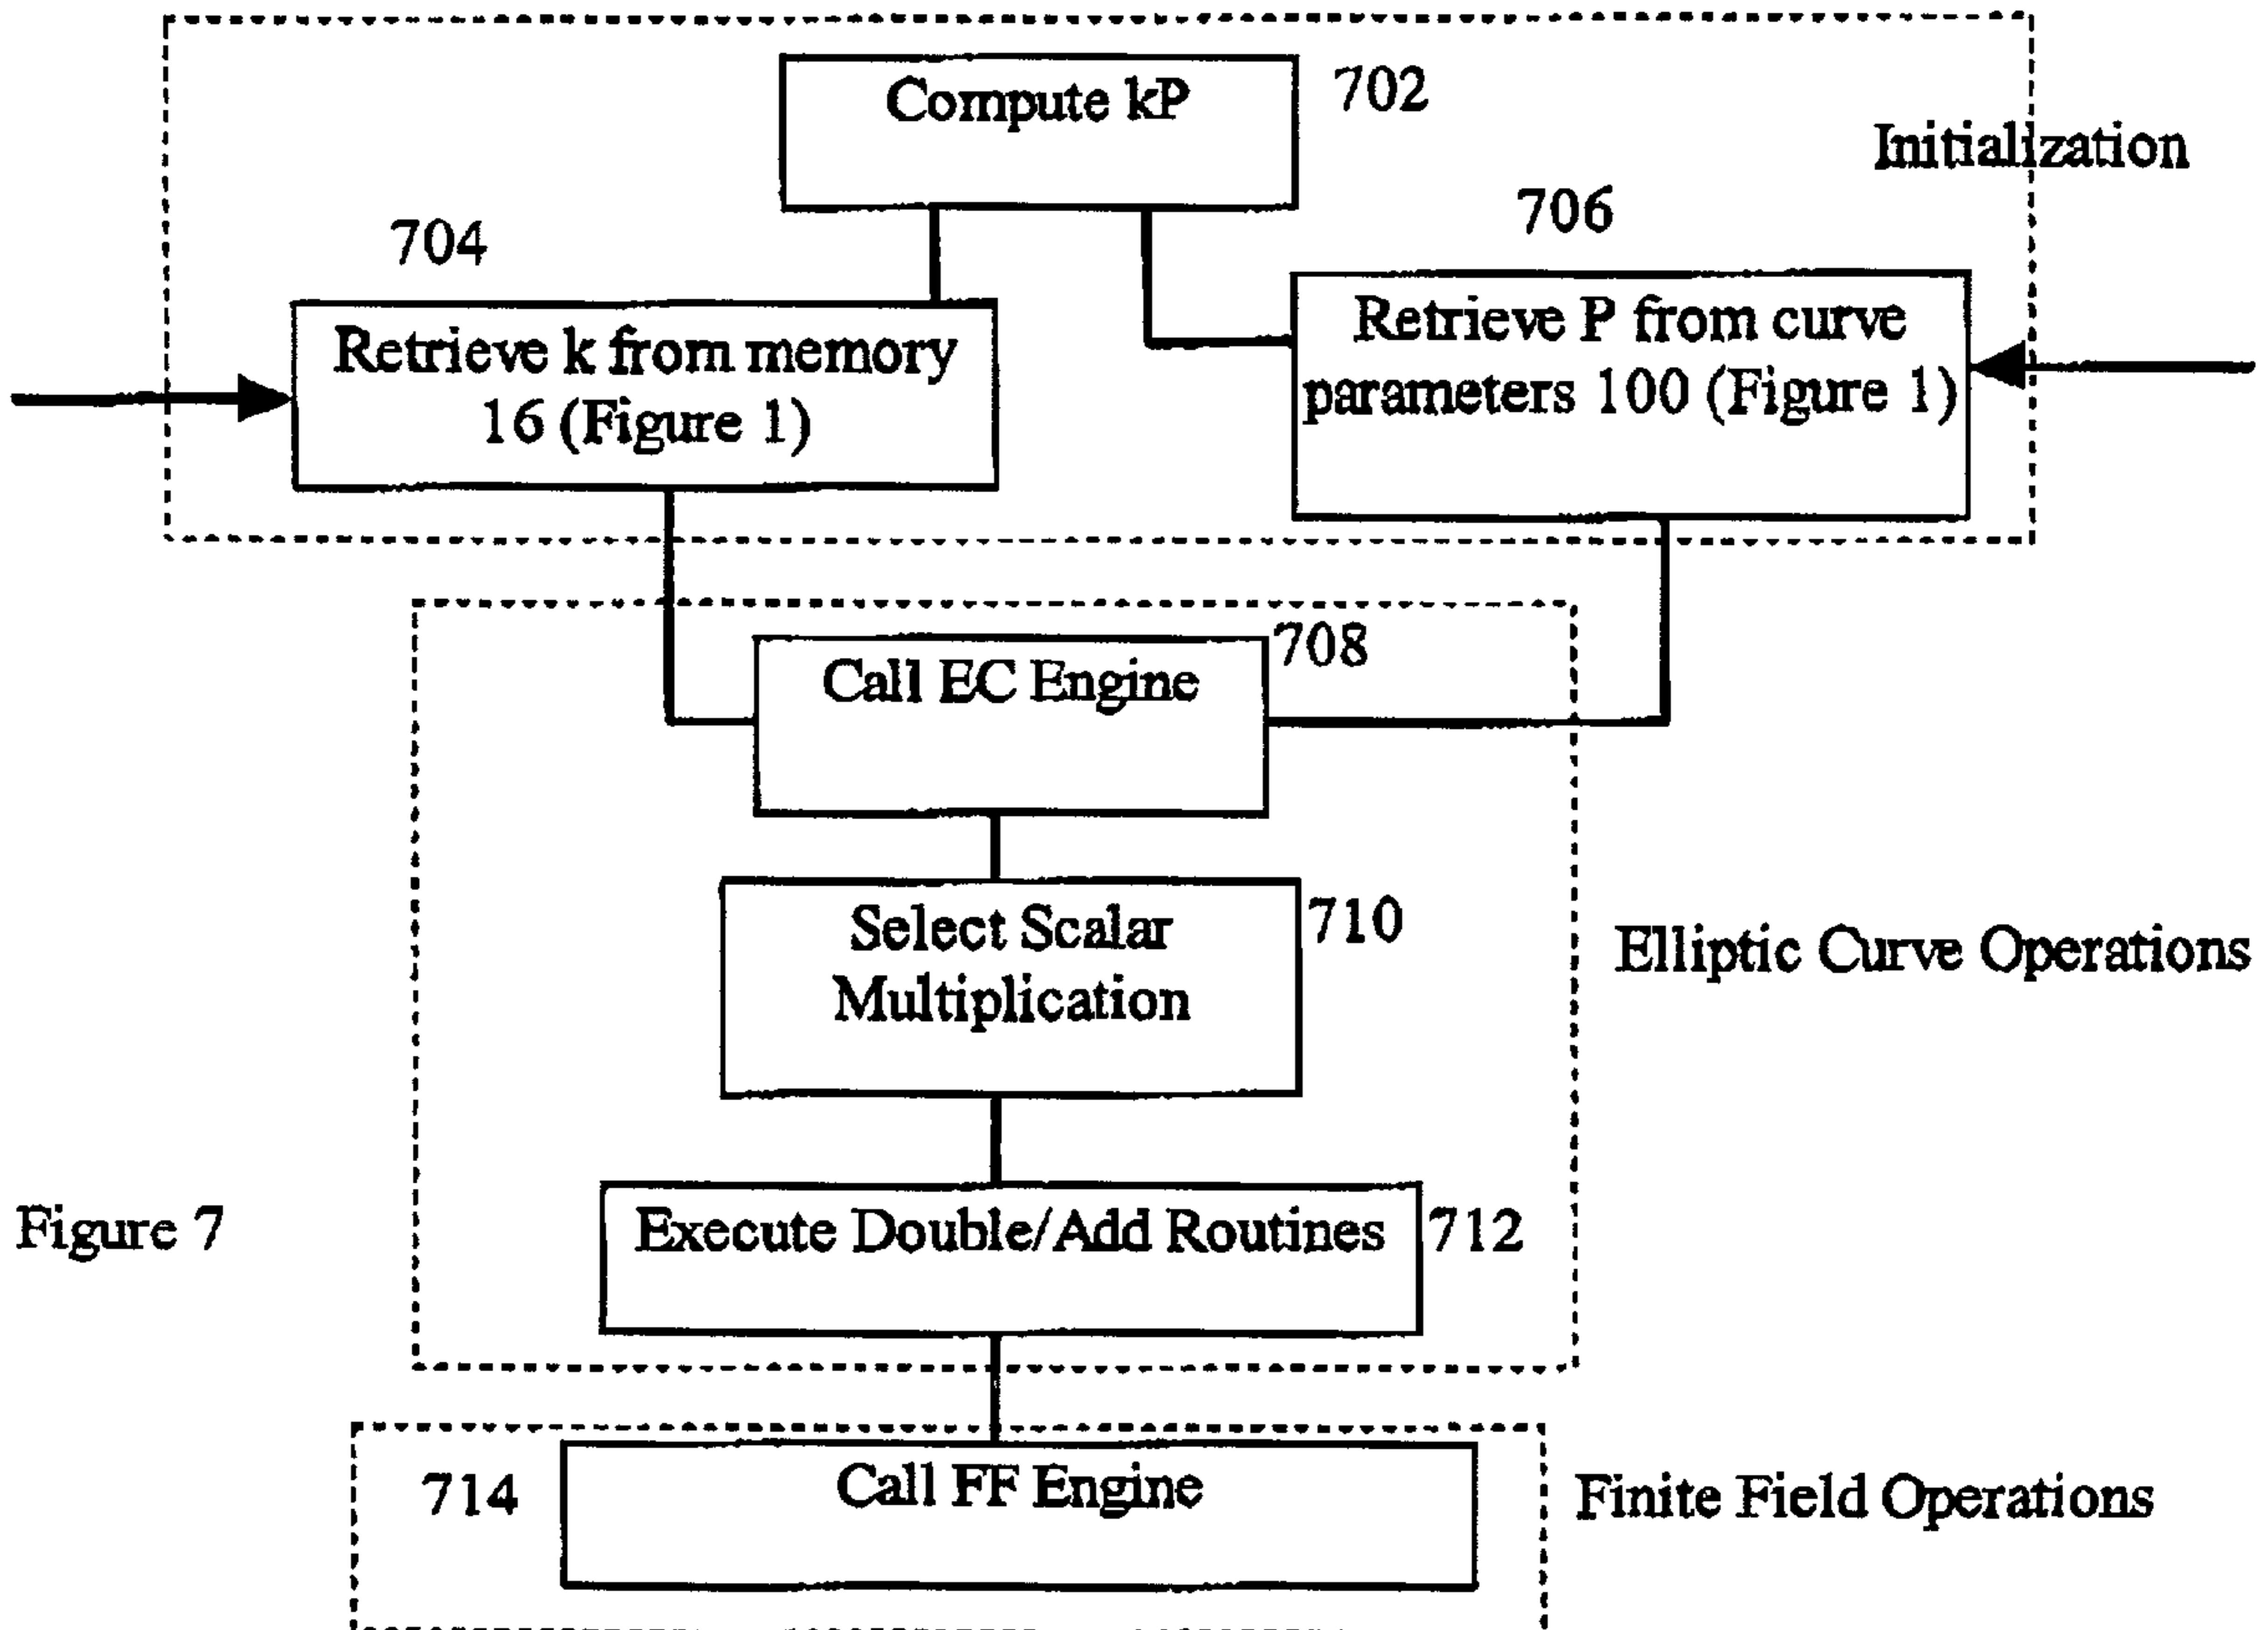 Compute kP
702
Initialization
704
706
Retrieve k from memory
16 (Figure 1)
Retrieve P from curve
parameters 100 (Figure 1)
708
Call EC Engine
Select Scalar
Multiplication
710
Elliptic Curve Operations
Figure 7
Execute Double/Add Routines
712
714
Call FF Engine
Finite Field Operations